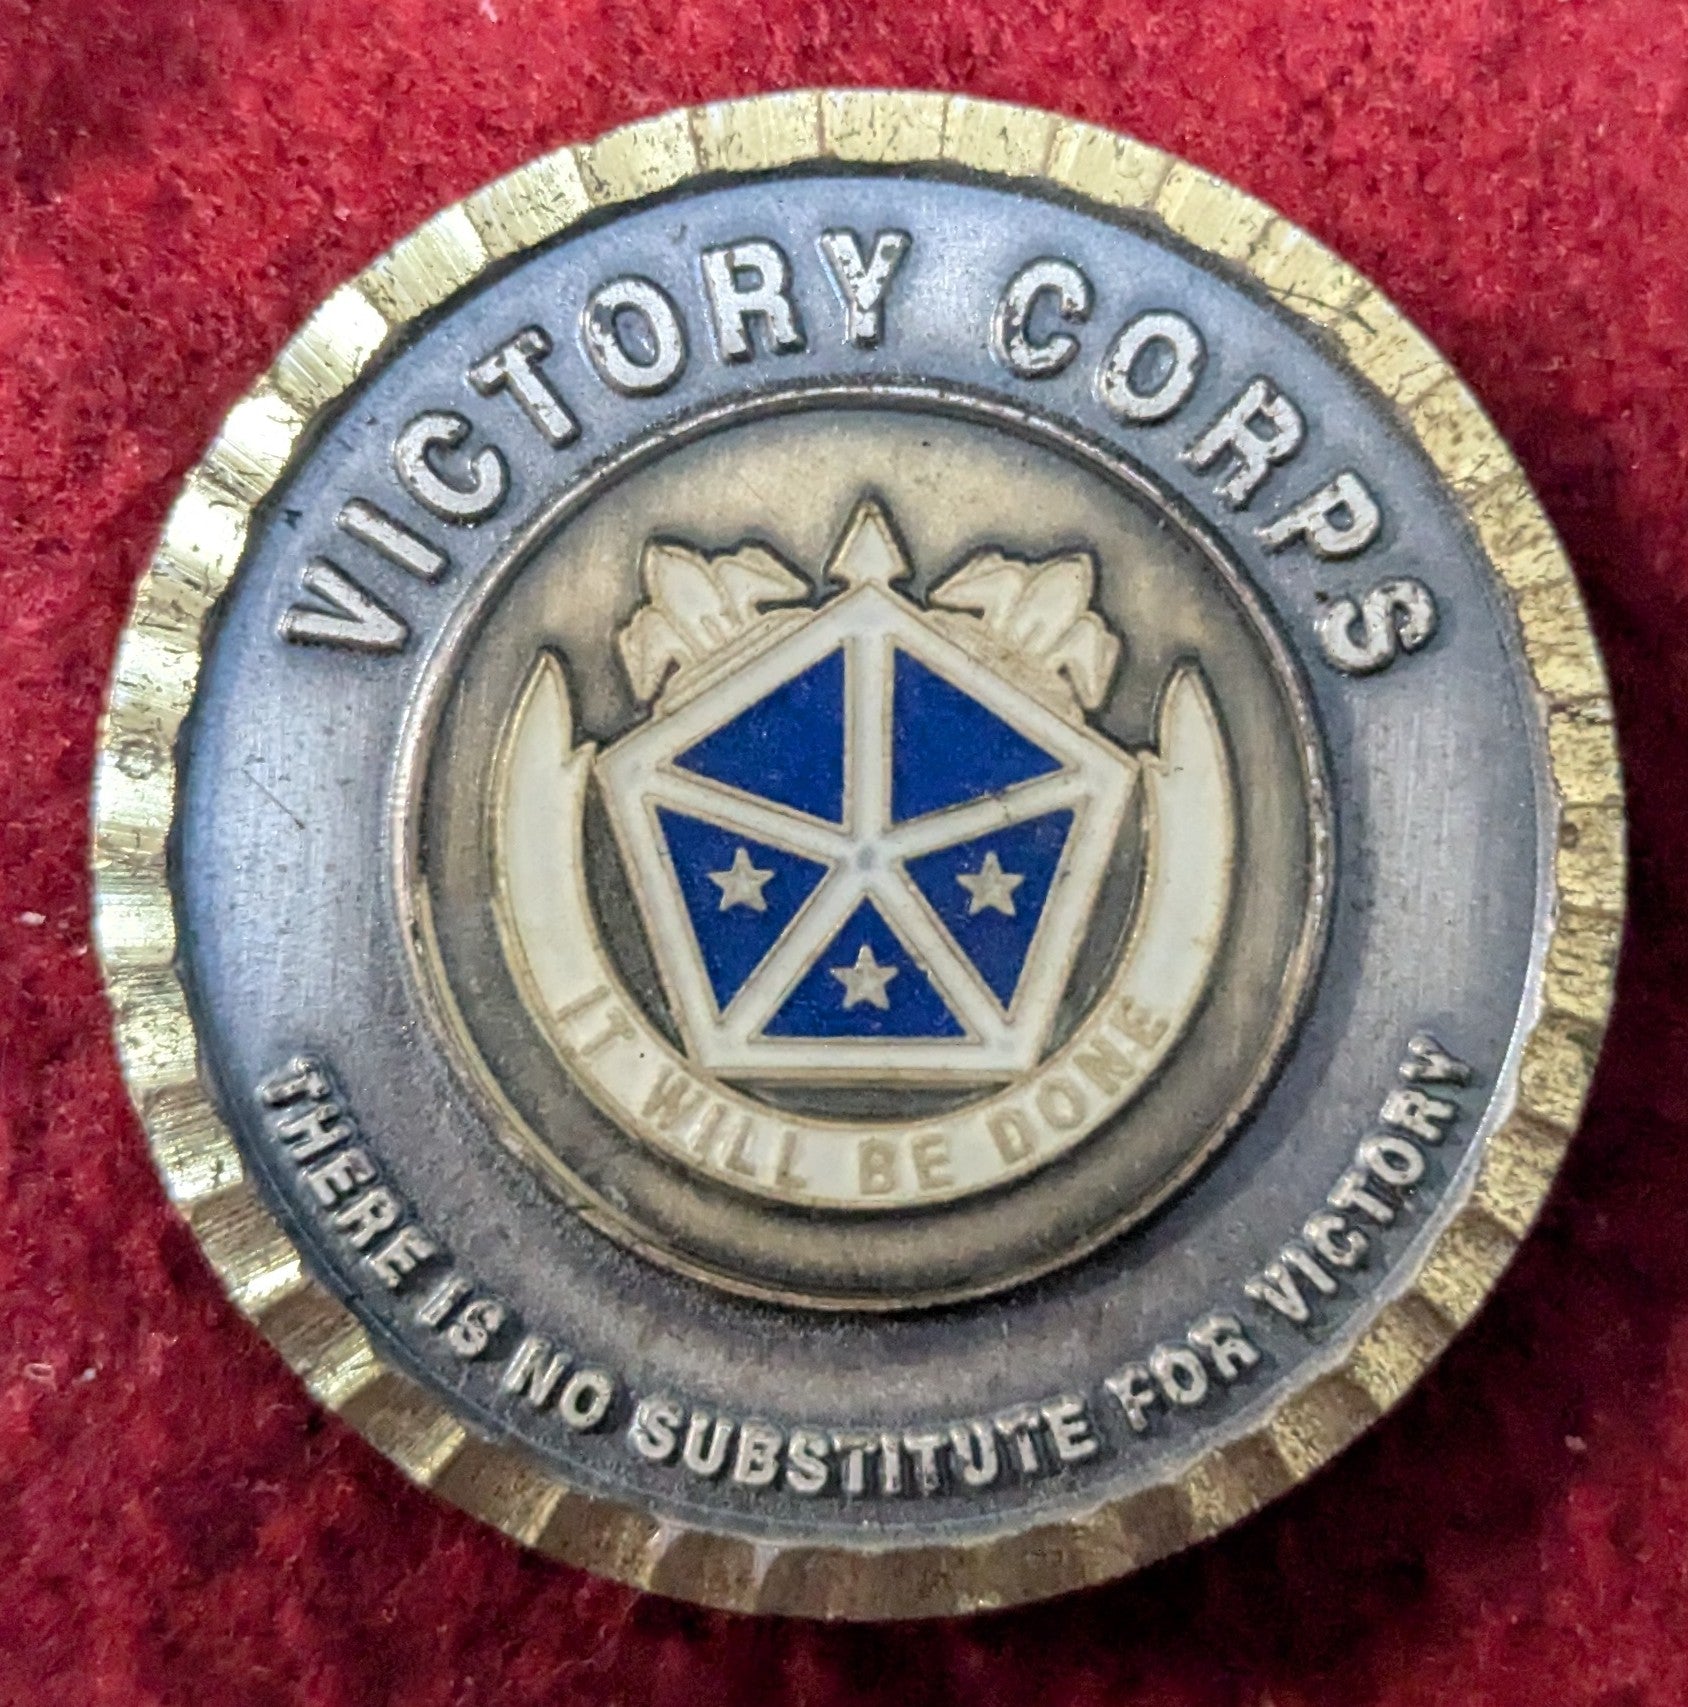 VICTORY CORPS
IT WILL BE DONE
THERE IS NO SUBSTITUTE FOR VICTORY